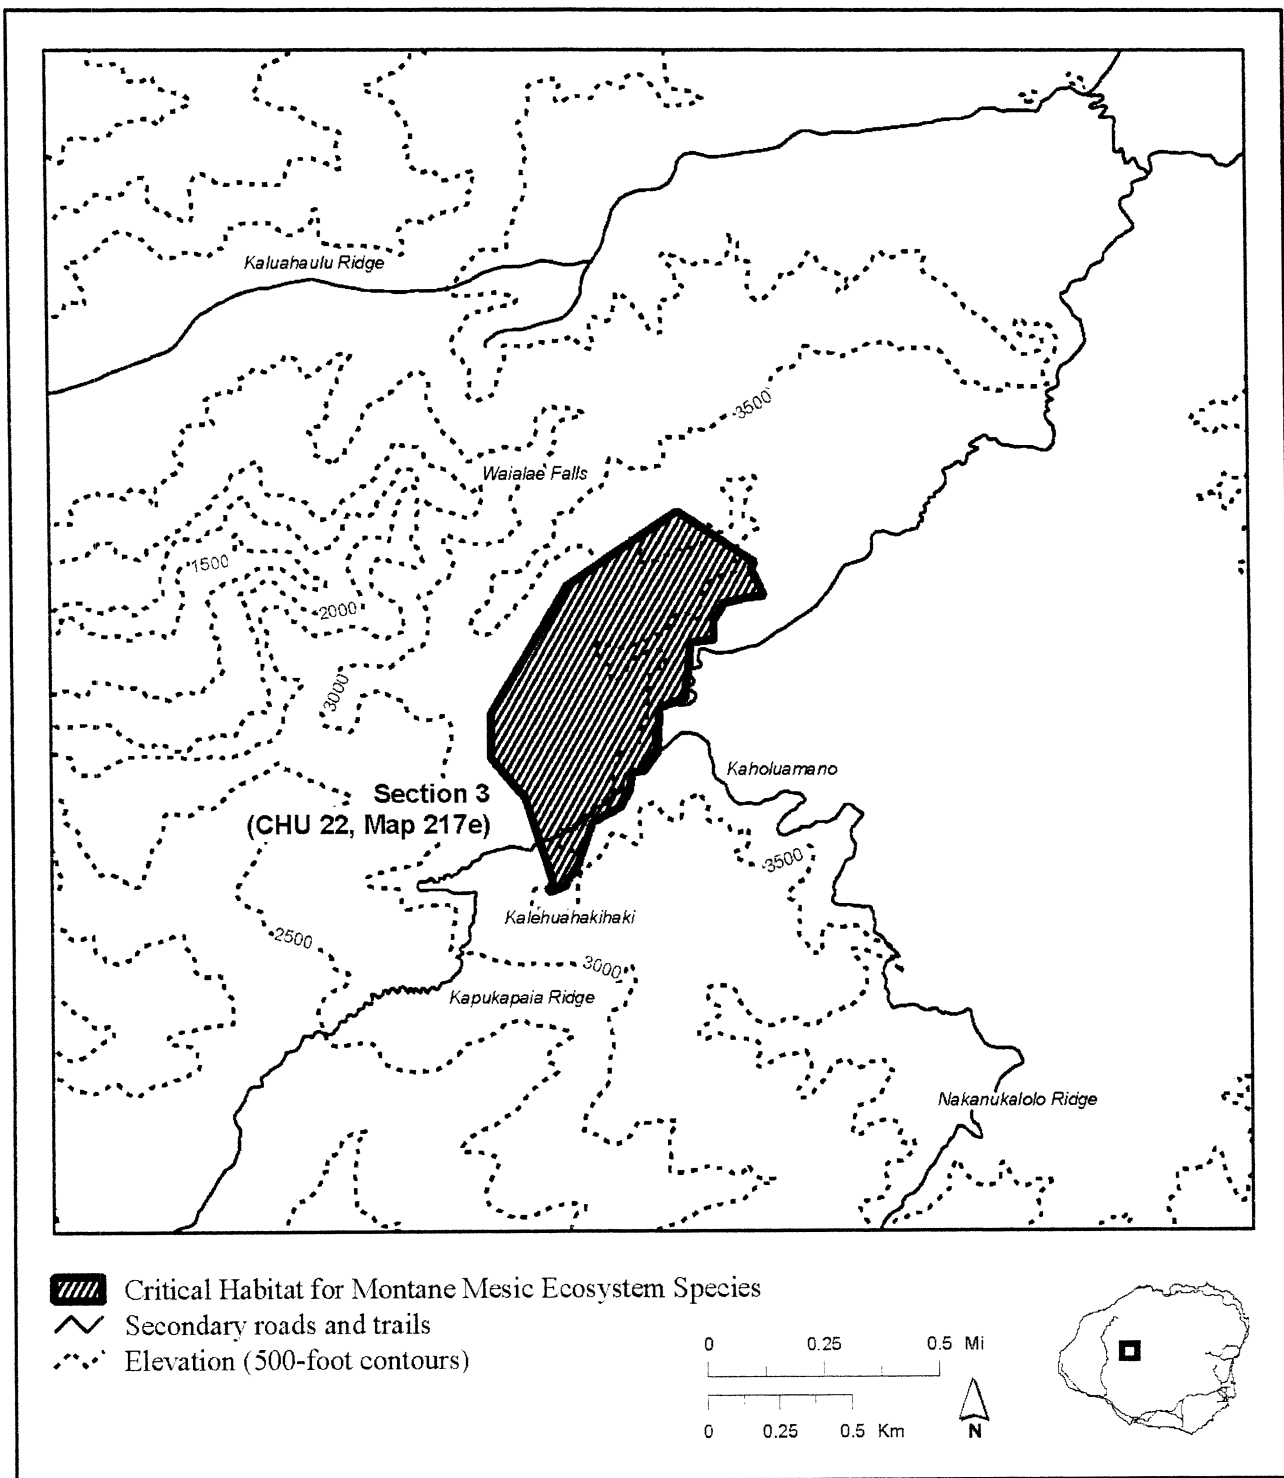 Kaluahaulu Ridge
3500
Waialae Falls
1500
2000
3000
Kaholuamano
Section 3
(CHU 22, Map 217e)
3500
Kalehuahakihaki
2500
3000
Kapukapaia Ridge
Nakanukalolo Ridge
Critical Habitat for Montane Mesic Ecosystem Species
Secondary roads and trails
Elevation (500-foot contours)
0 0.25 0.5 Mi
0 0.25 0.5 Km
N